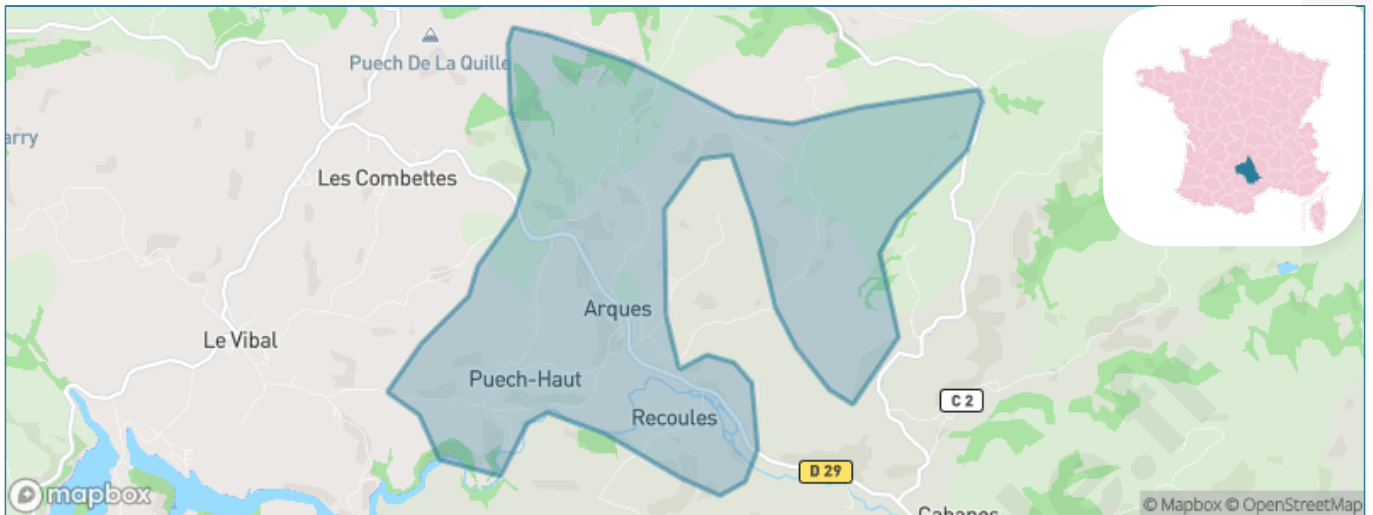 Puech De La Quille
arry
Les Combettes
Arques
Le Vibal
Puech-Haut
Recoules
C 2
D 29
mapbox
© Mapbox © OpenStreetMap
Cabanes